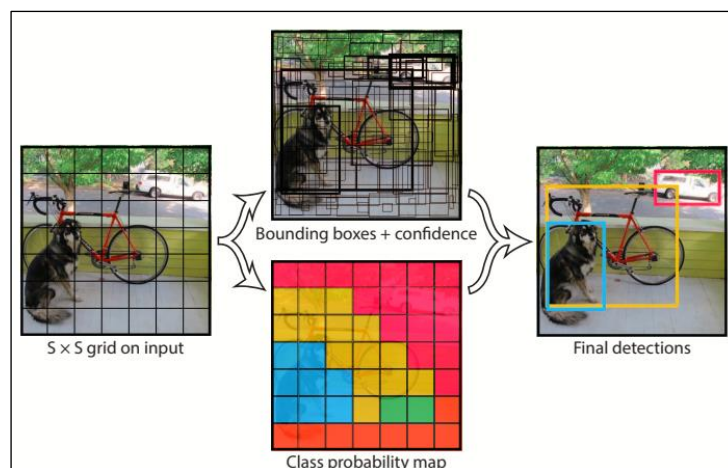 Bounding boxes + confidence
S × S grid on input
Final detections
Class probability map